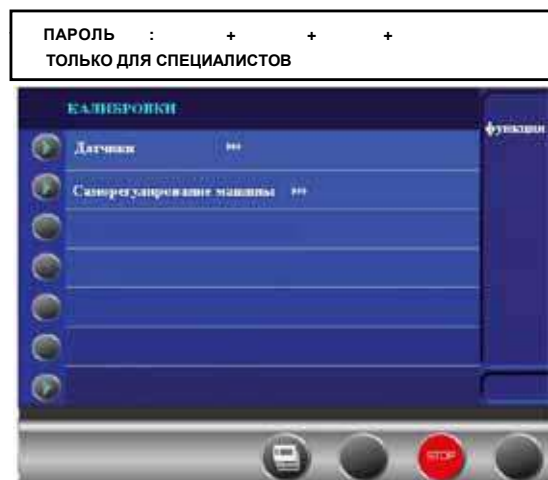 ПАРОЛЬ : + + +
ТОЛЬКО ДЛЯ СПЕЦИАЛИСТОВ
КАЛИБРОВКИ
функции
Датчики »»
Саморегулирование машины »»
STOP